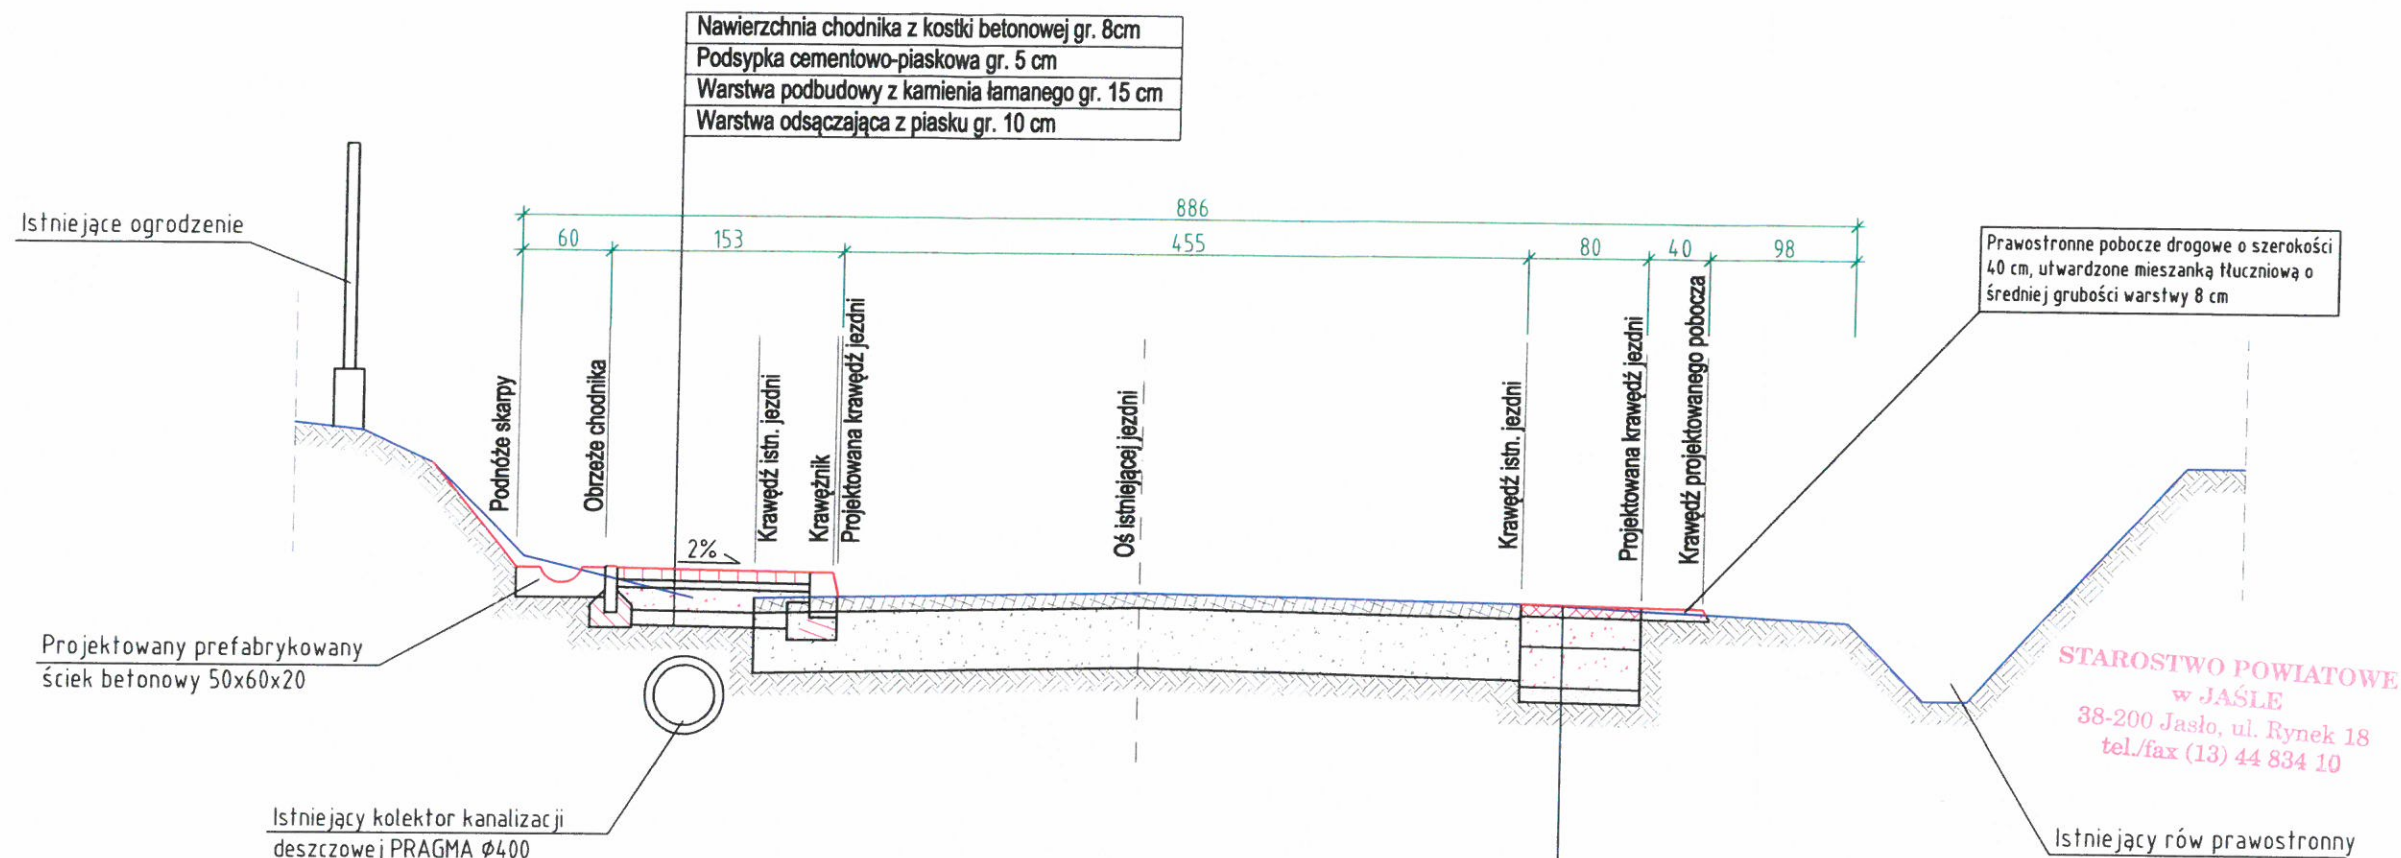 Nawierzchnia chodnika z kostki betonowej gr. 8cm
Podsypka cementowo-piaskowa gr. 5 cm
Warstwa podbudowy z kamienia łamanego gr. 15 cm
Warstwa odsączająca z piasku gr. 10 cm
886
60
153
455
80
40
98
Istniejące ogrodzenie
Prawostronne pobocze drogowe o szerokości
40 cm, utwardzone mieszanką tłuczniową o
średniej grubości warstwy 8 cm
Podnóże skarpy
Obrzeże chodnika
Krawędź istn. jezdni
Krawężnik
Projektowana krawędź jezdni
Oś istniejącej jezdni
Krawędź istn. jezdni
Projektowana krawędź jezdni
Krawędź projektowanego pobocza
2%
Projektowany prefabrykowany
ściek betonowy 50x60x20
STAROSTWO POWIATOWE
w JAŚLE
38-200 Jasło, ul. Rynek 18
tel./fax (13) 44 834 10
Istniejący kolektor kanalizacji
deszczowej PRAGMA Ø400
Istniejący rów prawostronny